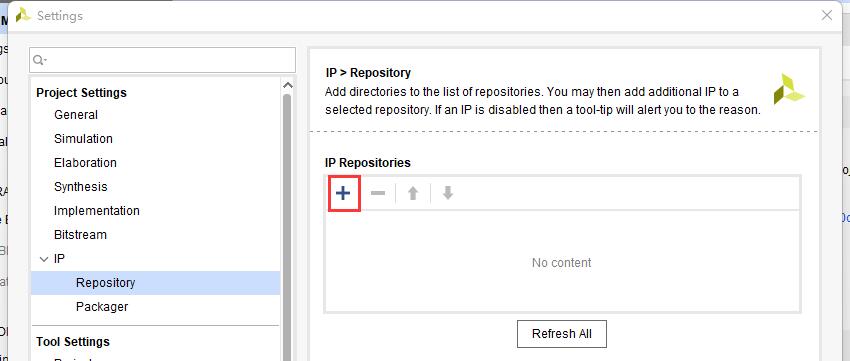 Settings
Project Settings
General
Simulation
Elaboration
Synthesis
Implementation
Bitstream
IP
Repository
Packager
Tool Settings
IP > Repository
Add directories to the list of repositories. You may then add additional IP to a
selected repository. If an IP is disabled then a tool-tip will alert you to the reason.
IP Repositories
No content
Refresh All